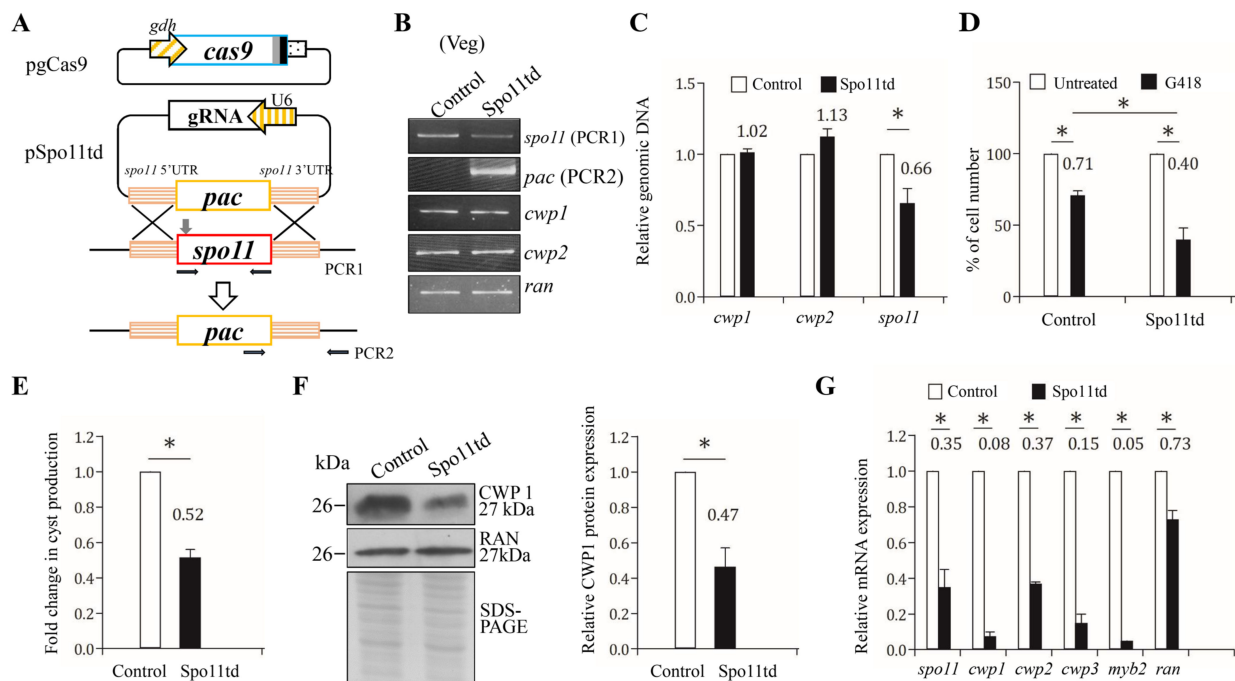 A
gdh
pgCas9
cas9
gRNA
U6
pSpo11td
spo11 5'UTR
spo11 3'UTR
pac
spo11
PCR1
pac
PCR2
B
(Veg)
Control
Spo11td
spo11 (PCR1)
pac (PCR2)
cwp1
cwp2
ran
C
Control
Spo11td
Relative genomic DNA
1.5
1.0
0.5
0.0
1.02
1.13
*
0.66
cwp1
cwp2
spo11
D
Untreated
G418
% of cell number
150
100
50
0
*
*
0.71
*
0.40
Control
Spo11td
E
Fold change in cyst production
1.2
1.0
0.8
0.6
0.4
0.2
0.0
*
0.52
Control
Spo11td
F
kDa
Control
Spo11td
26
CWP 1
27 kDa
26
RAN
27kDa
SDS-
PAGE
Relative CWP1 protein expression
1.2
1.0
0.8
0.6
0.4
0.2
0.0
*
0.47
Control
Spo11td
G
Control
Spo11td
Relative mRNA expression
1.2
1.0
0.8
0.6
0.4
0.2
0.0
* * * * * *
0.35 0.08 0.37 0.15 0.05 0.73
spo11 cwp1 cwp2 cwp3 myb2 ran